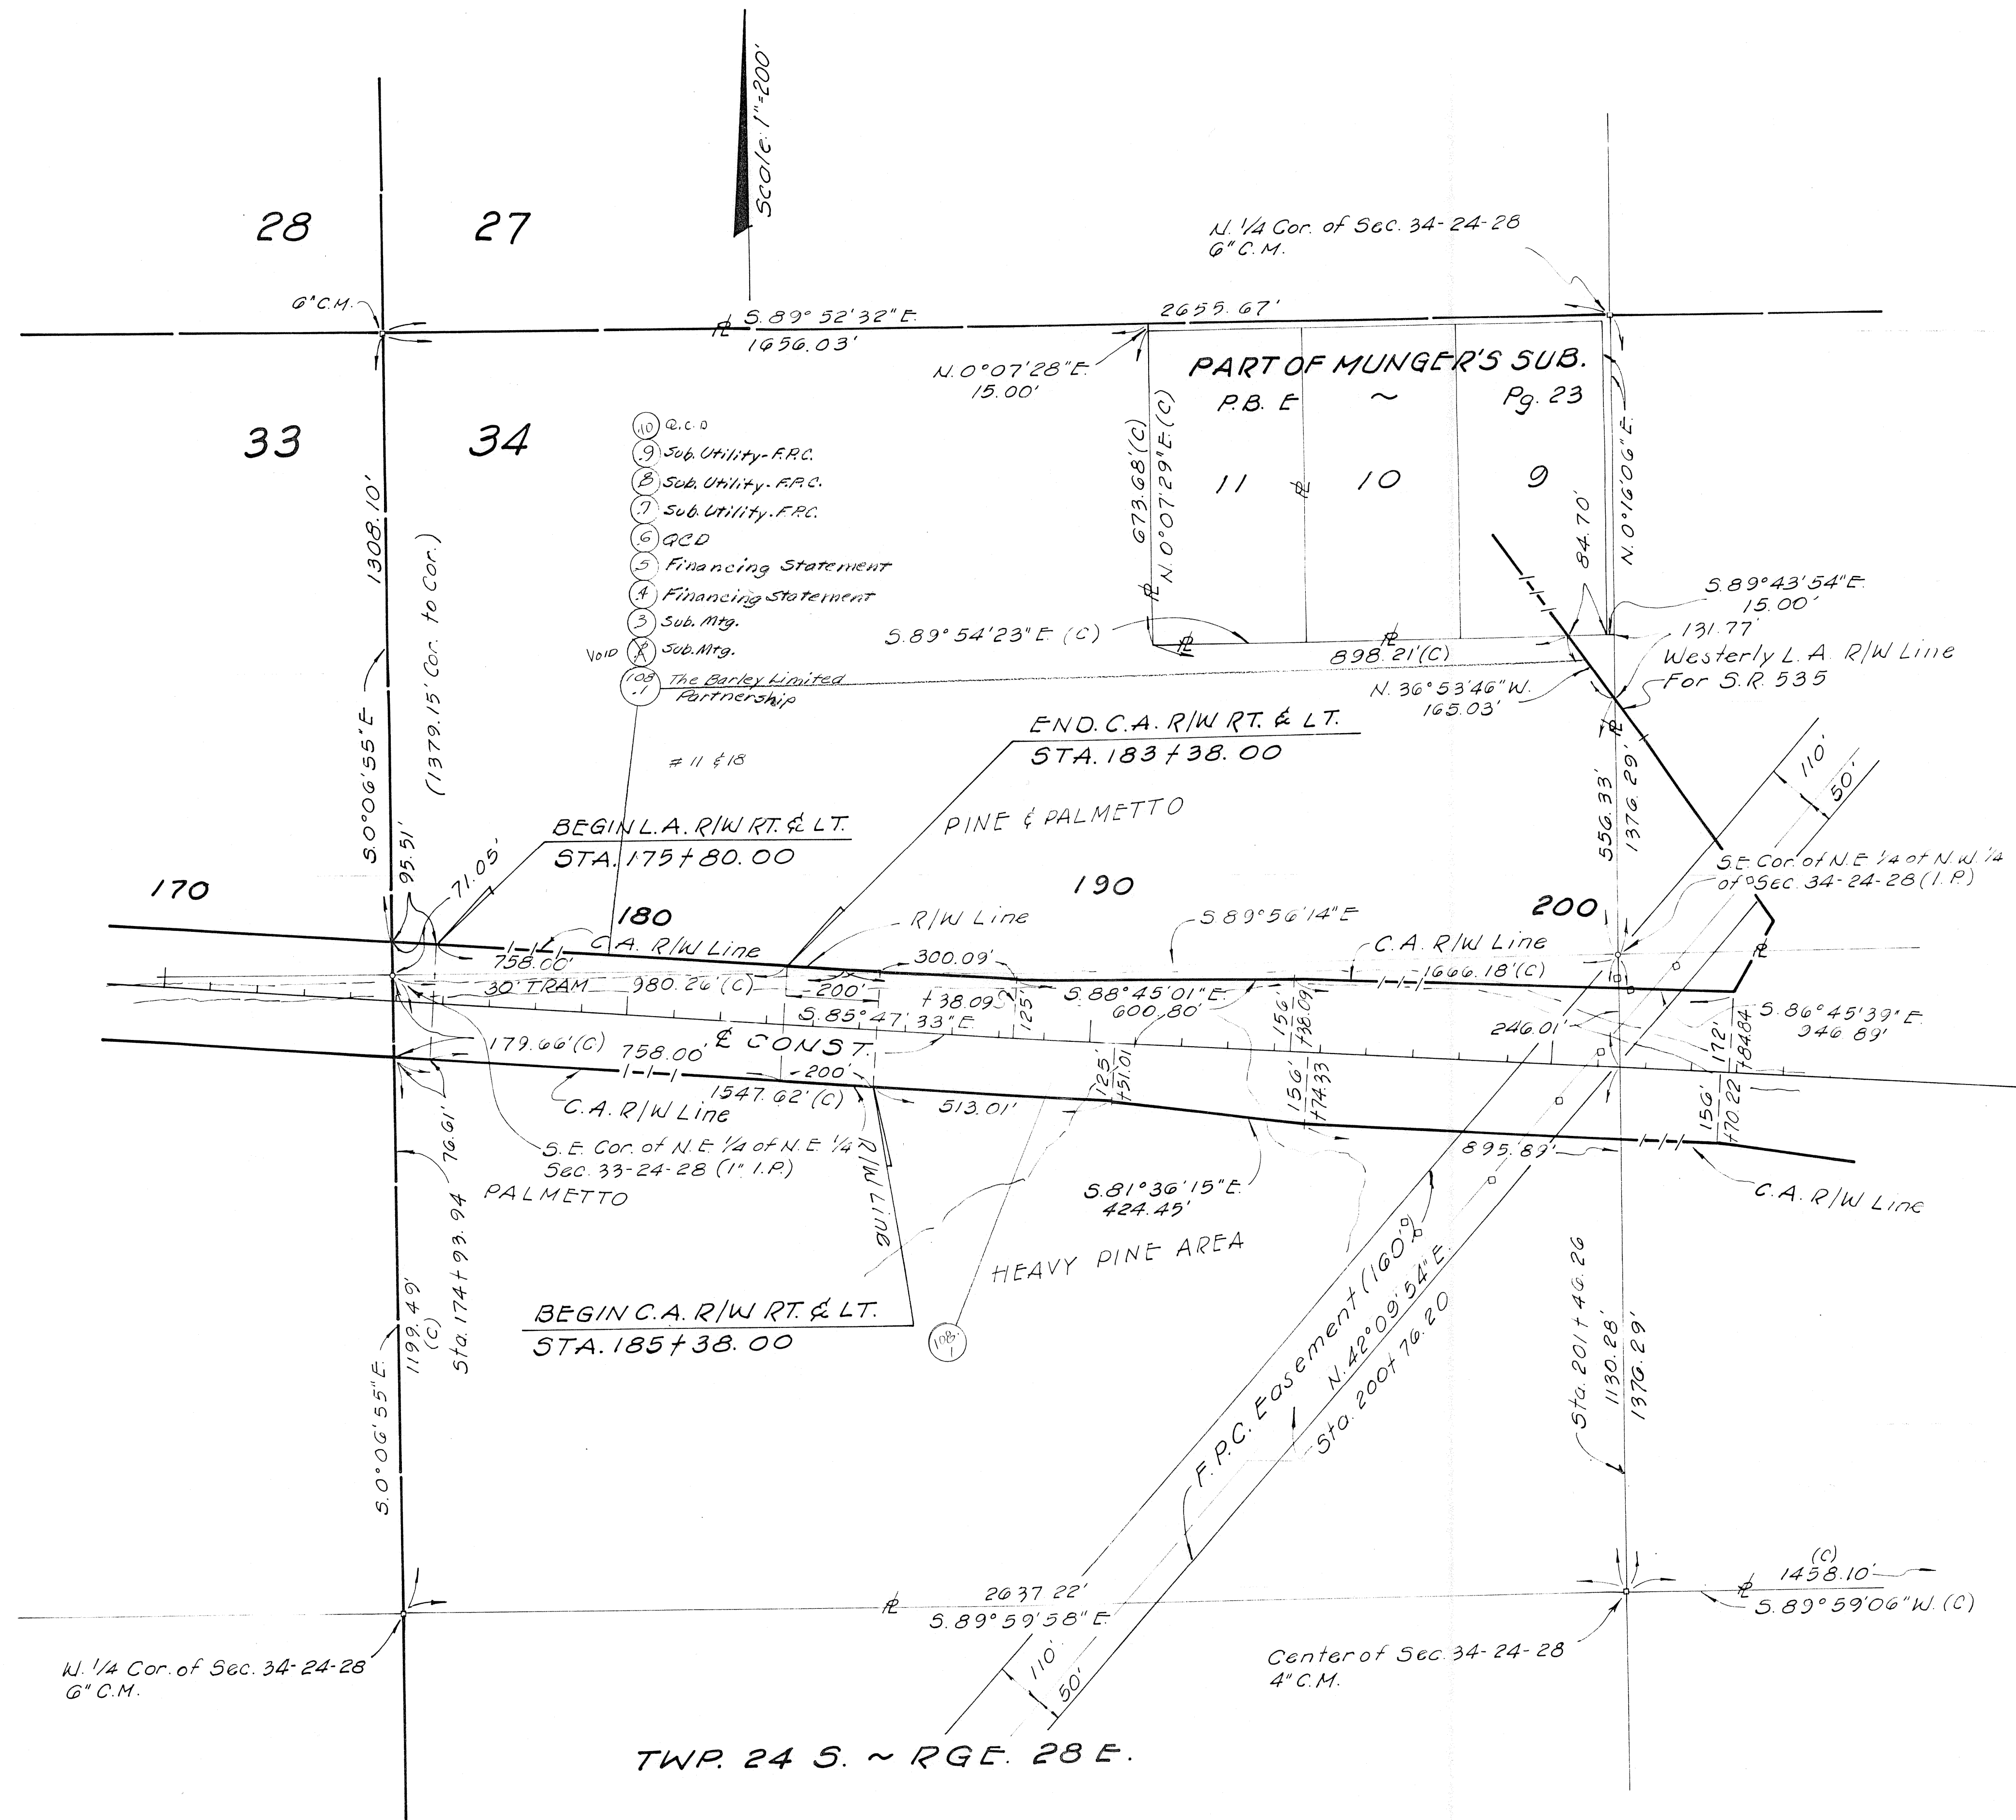 Scale: 1"=200'
28
27
N. 1/4 Cor. of Sec. 34-24-28
6" C.M.
6" C.M.
S. 89° 52' 32" E.
1656.03'
2655.67'
N. 0° 07' 28" E.
15.00'
PART OF MUNGER'S SUB.
P.B. E ~ Pg. 23
33
34
11
10
9
673.68' (C)
N. 0° 07' 29" E. (C)
84.70'
N. 0° 16' 06" E.
10 Q.C.D
9 Sub. Utility-F.P.C.
8 Sub. Utility-F.P.C.
7 Sub. Utility-F.P.C.
6 QCD
5 Financing Statement
4 Financing Statement
3 Sub. Mtg.
VOID 2 Sub. Mtg.
108 .1 The Barley Limited
Partnership
# 11 & 18
1308.10'
S. 0° 06' 55" E
(1379.15' Cor. to Cor.)
S. 89° 54' 23" E. (C)
898.21' (C)
S. 89° 43' 54" E.
15.00'
131.77'
Westerly L.A. R/W Line
For S.R. 535
N. 36° 53' 46" W.
165.03'
END. C.A. R/W RT. & LT.
STA. 183+38.00
BEGIN L.A. R/W RT. & LT.
STA. 175+80.00
PINE & PALMETTO
556.33'
1376.29'
110'
50'
S.E. Cor. of N.E 1/4 of N.W. 1/4
of Sec. 34-24-28 (I.P.)
95.51'
71.05'
170
180
190
200
R/W Line
S 89° 56' 14" E
C.A. R/W Line
C.A. R/W Line
758.00'
300.09'
1666.18' (C)
30' TRAM
980.26' (C)
200'
+38.09
125'
S. 88° 45' 01" E.
600.80'
156'
+38.09
246.01'
S. 86° 45' 39" E.
946 89'
172'
+84.84
S. 85° 47' 33" E.
179.66' (C)
758.00'
℄ CONST.
200'
1547.62' (C)
C.A. R/W Line
513.01'
125'
+51.01
156'
+74.33
156'
+70.22
895.89'
76.61'
S.E. Cor. of N.E. 1/4 of N.E. 1/4
Sec. 33-24-28 (1" I.P.)
PALMETTO
R/W Line
S. 81° 36' 15" E.
424.45'
C.A. R/W Line
HEAVY PINE AREA
Sta. 174+93.94
1199.49'
(C)
S. 0° 06' 55" E.
BEGIN C.A. R/W RT. & LT.
STA. 185+38.00
108. 1
F.P.C. Easement (160')
N. 42° 09' 54" E.
Sta. 200+76.20
Sta. 201+46.26
1130.28'
1376.29'
2637 22'
S. 89° 59' 58" E.
(C)
1458.10'
S. 89° 59' 06" W. (C)
W. 1/4 Cor. of Sec. 34-24-28
6" C.M.
110'
50'
Center of Sec. 34-24-28
4" C.M.
TWP. 24 S. ~ RGE. 28 E.